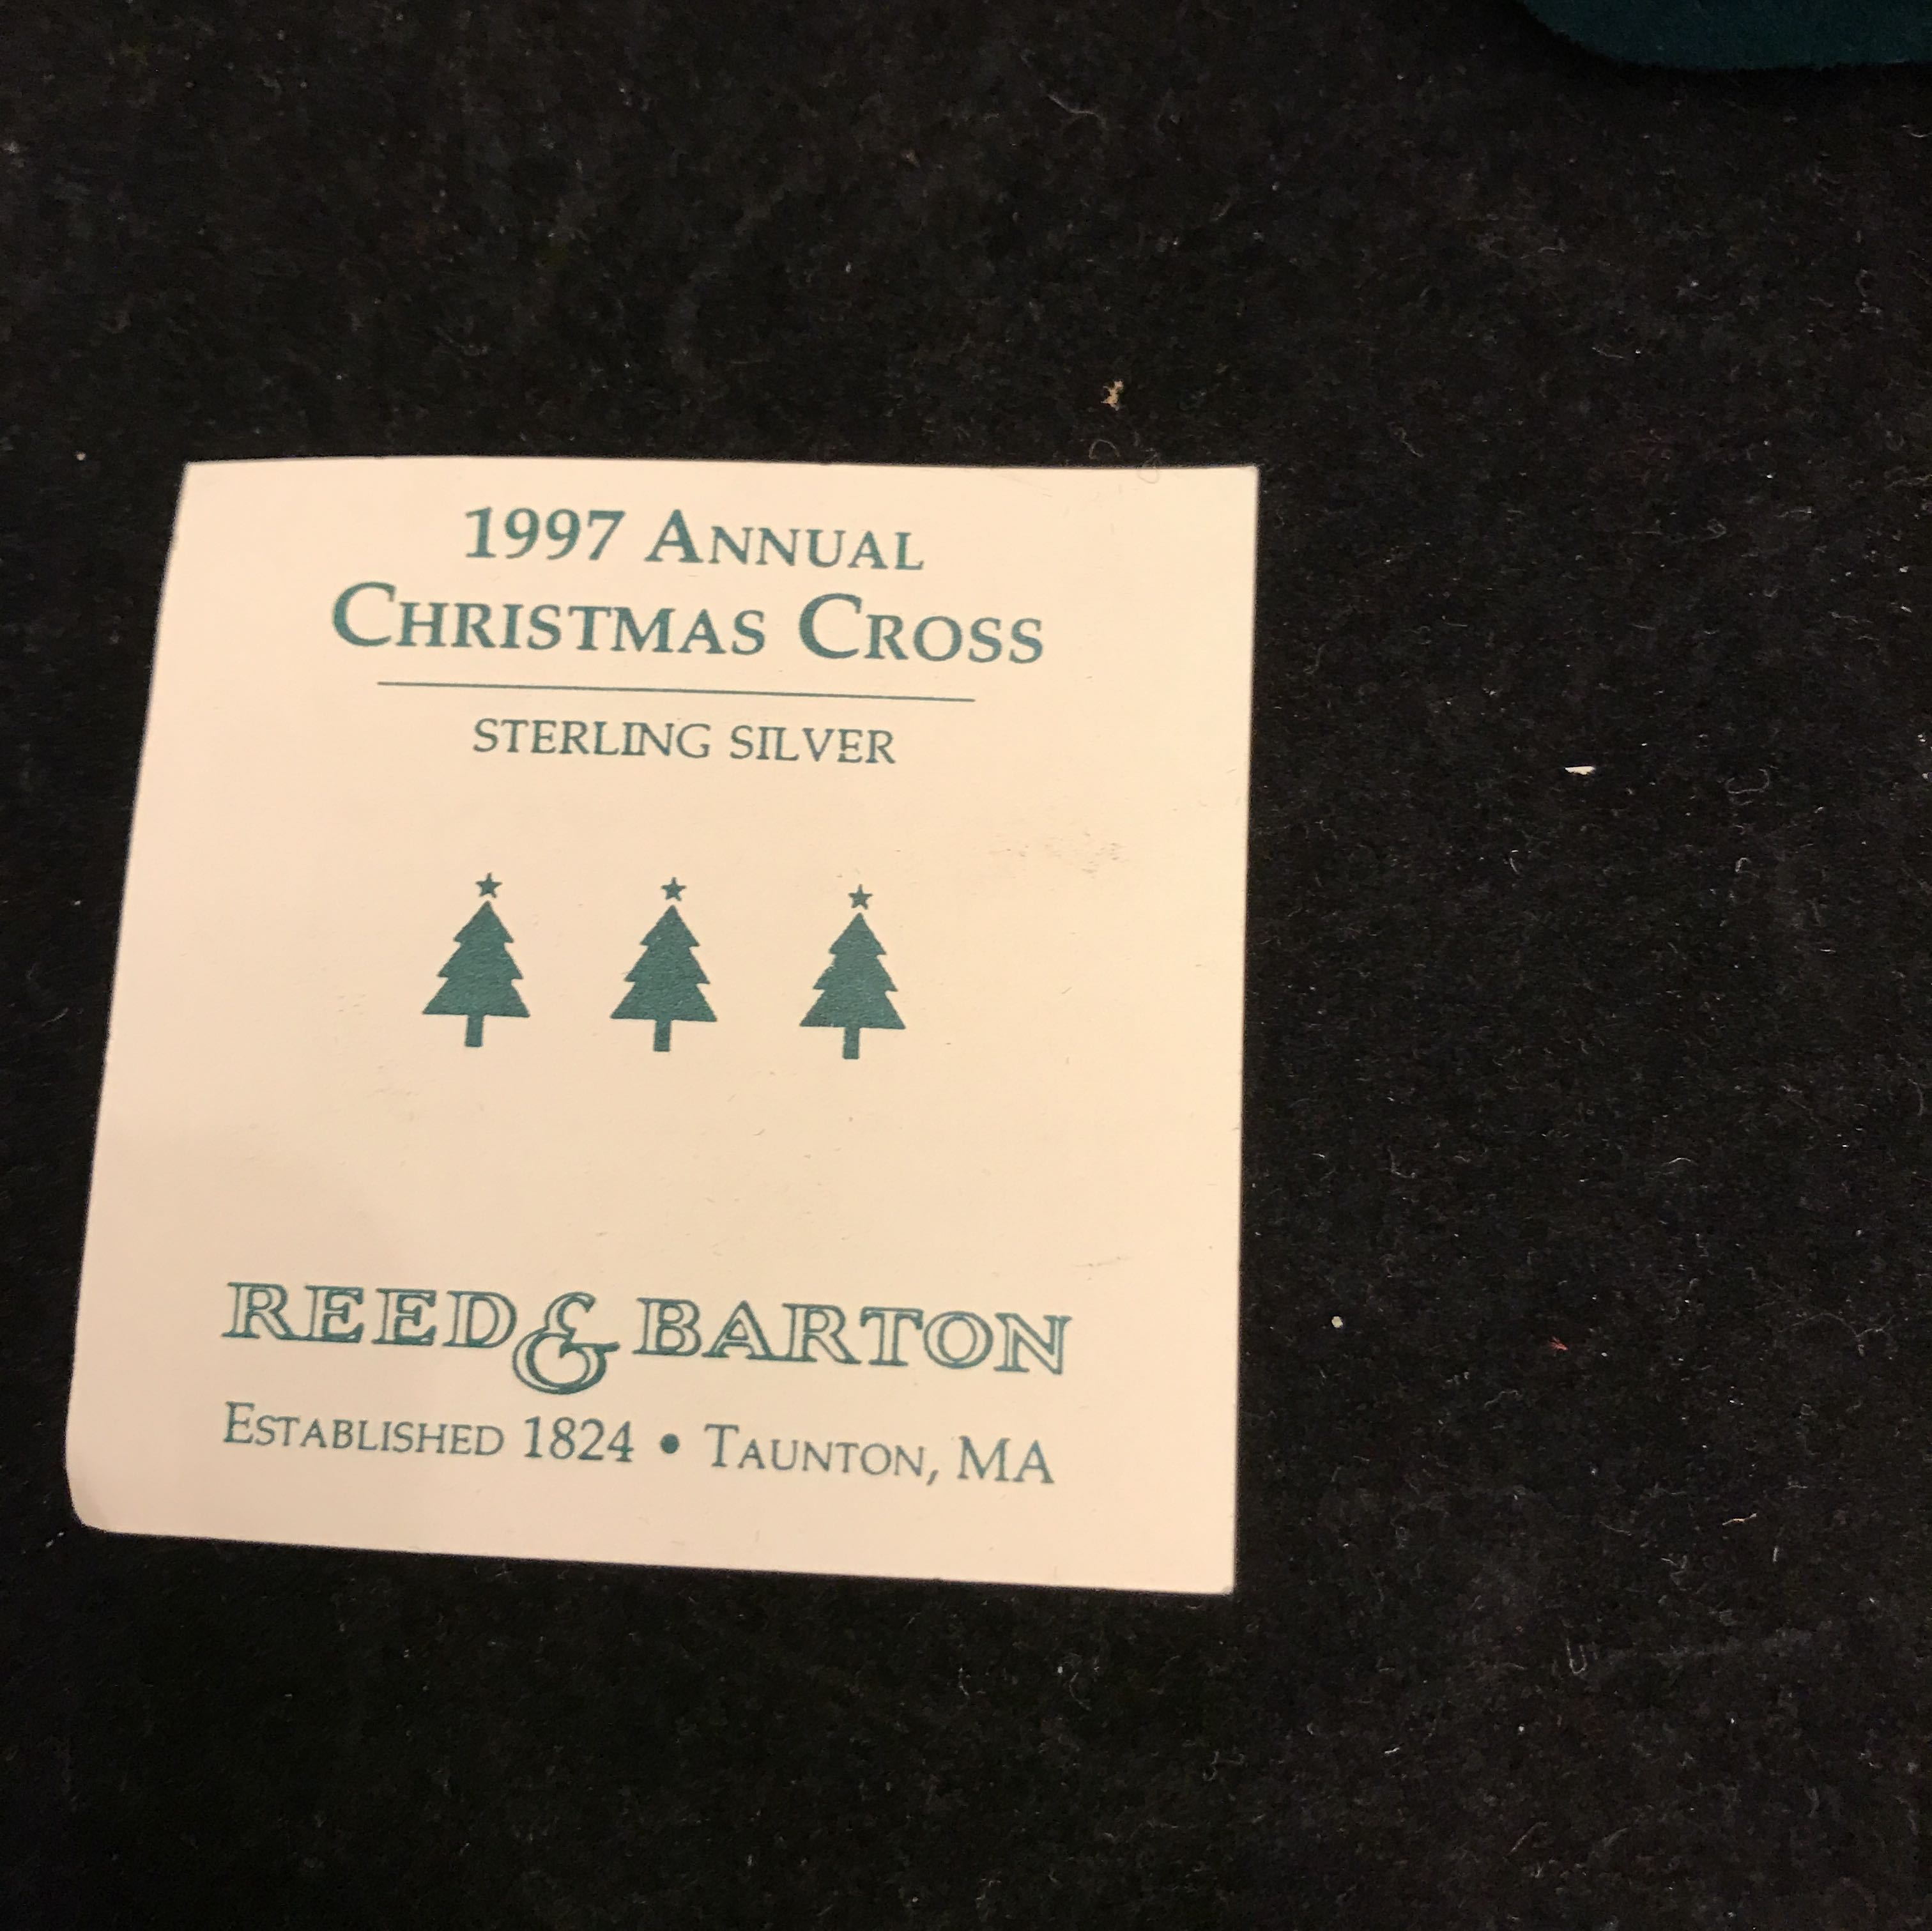 1997 ANNUAL
CHRISTMAS CROSS
STERLING SILVER
REED & BARTON
ESTABLISHED 1824 • TAUNTON, MA